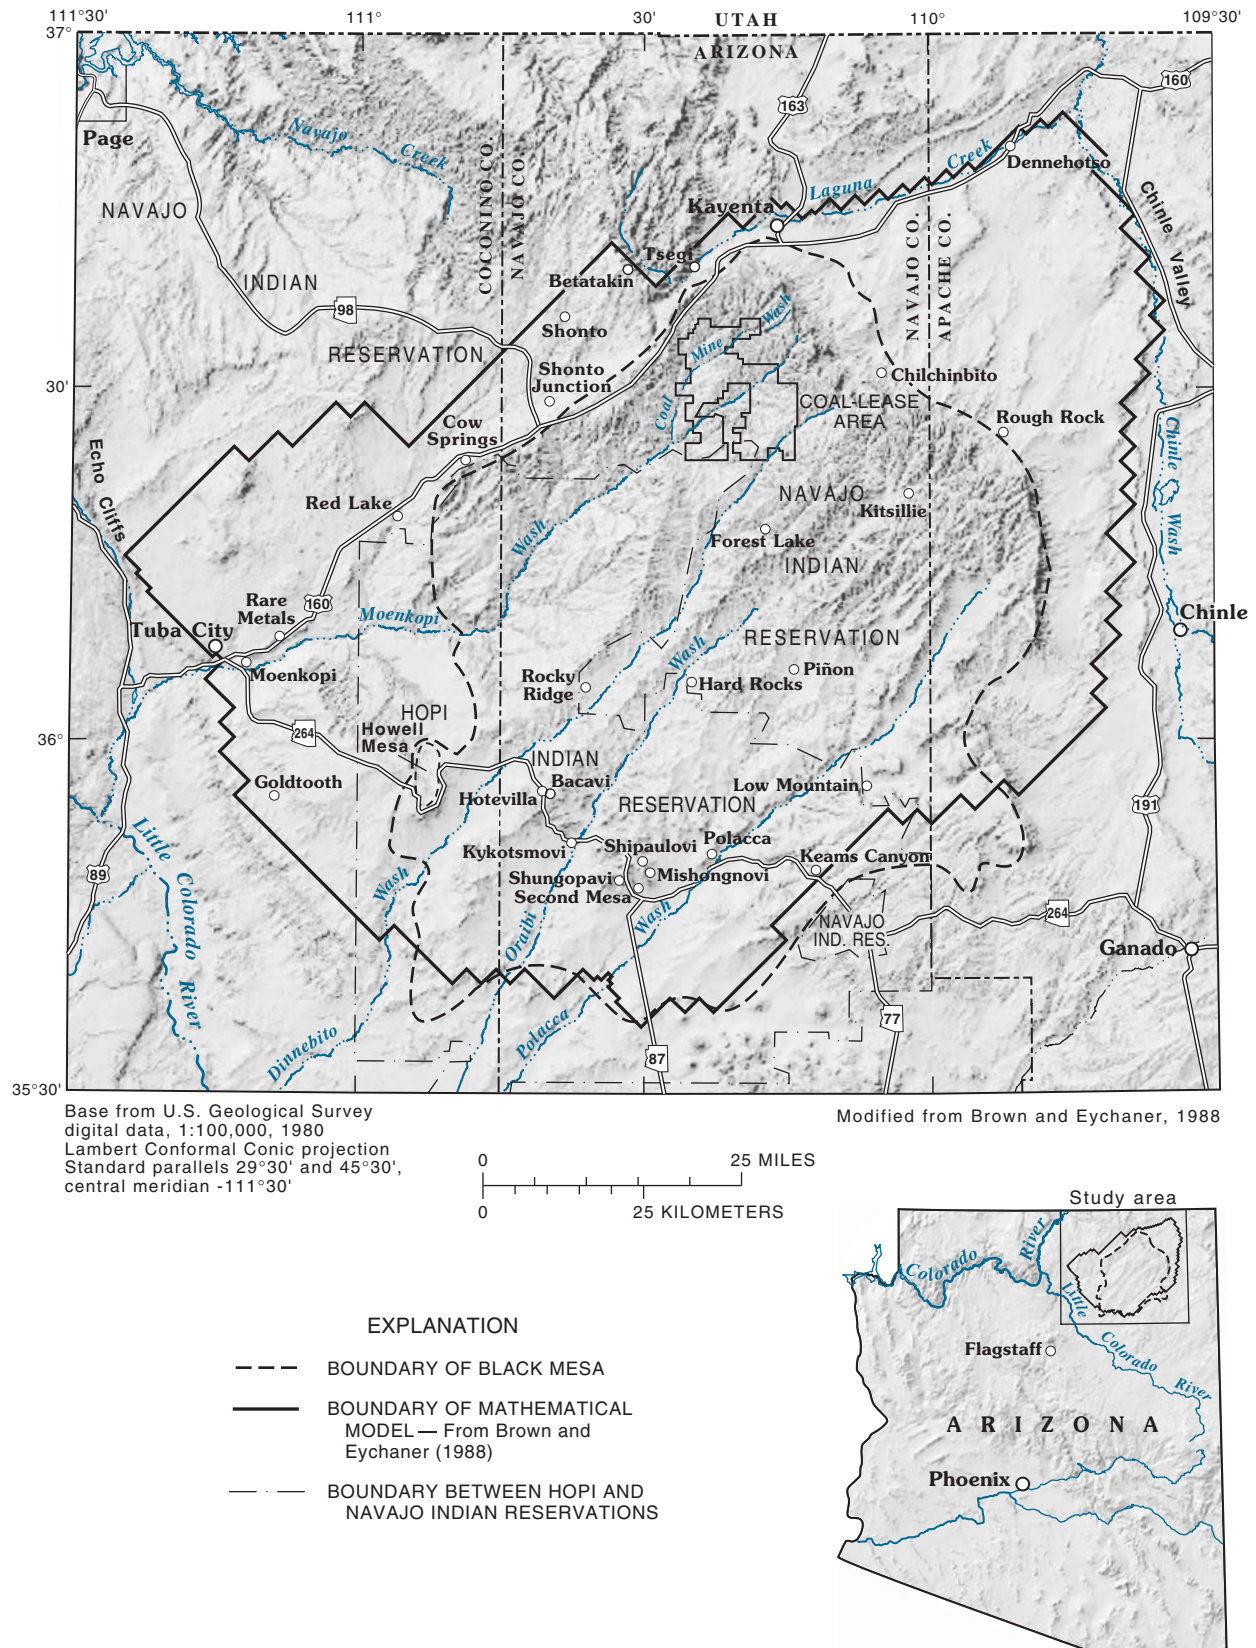 111°30'
111°
30'
UTAH
110°
109°30'
37°
ARIZONA
160
163
Page
Navajo
Creek
COCONINO CO.
NAVAJO CO.
Creek
Dennehotso
Laguna
Chinle
Valley
NAVAJO
Kayenta
NAVAJO CO.
APACHE CO.
Tsegi
INDIAN
Betatakin
98
Shonto
Wash
Mine
RESERVATION
Shonto
Junction
Chilchinbito
30'
Coal
COAL-LEASE
AREA
Cow
Springs
Rough Rock
Echo Cliffs
Chinle
Wash
Red Lake
NAVAJO
Kitsillie
Wash
Forest Lake
INDIAN
Rare
Metals
160
Moenkopi
Chinle
Tuba City
RESERVATION
Wash
Moenkopi
Rocky
Ridge
Piñon
Hard Rocks
HOPI
Howell
Mesa
264
36°
INDIAN
Goldtooth
Bacavi
Low Mountain
Hotevilla
RESERVATION
191
Little
Colorado
River
Kykotsmovi
Shipaulovi
Polacca
Keams Canyon
89
Wash
Shungopavi
Mishongnovi
Second Mesa
Wash
Oraibi
NAVAJO
IND. RES.
264
Ganado
77
Polacca
Dinnebito
87
35°30'
Base from U.S. Geological Survey
digital data, 1:100,000, 1980
Lambert Conformal Conic projection
Standard parallels 29°30' and 45°30',
central meridian -111°30'
Modified from Brown and Eychaner, 1988
0
25 MILES
0
25 KILOMETERS
Study area
River
Colorado
Little
Colorado
River
Flagstaff
ARIZONA
Phoenix
EXPLANATION
BOUNDARY OF BLACK MESA
BOUNDARY OF MATHEMATICAL
MODEL — From Brown and
Eychaner (1988)
BOUNDARY BETWEEN HOPI AND
NAVAJO INDIAN RESERVATIONS